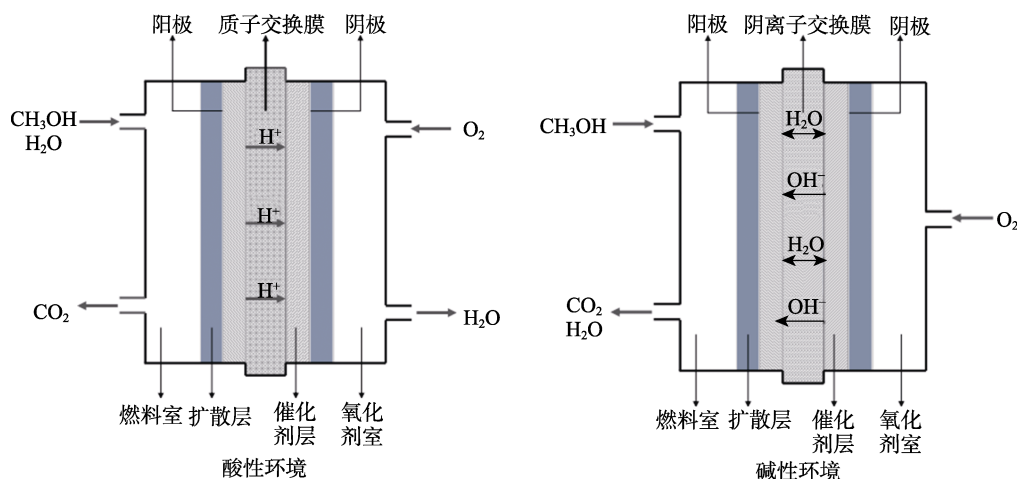 阳极 质子交换膜 阴极
CH₃OH
H₂O
O₂
H⁺
H⁺
H⁺
CO₂
H₂O
燃料室 扩散层 催化剂层 氧化剂室
酸性环境
阳极 阴离子交换膜 阴极
CH₃OH
H₂O
OH⁻
O₂
H₂O
OH⁻
CO₂
H₂O
燃料室 扩散层 催化剂层 氧化剂室
碱性环境